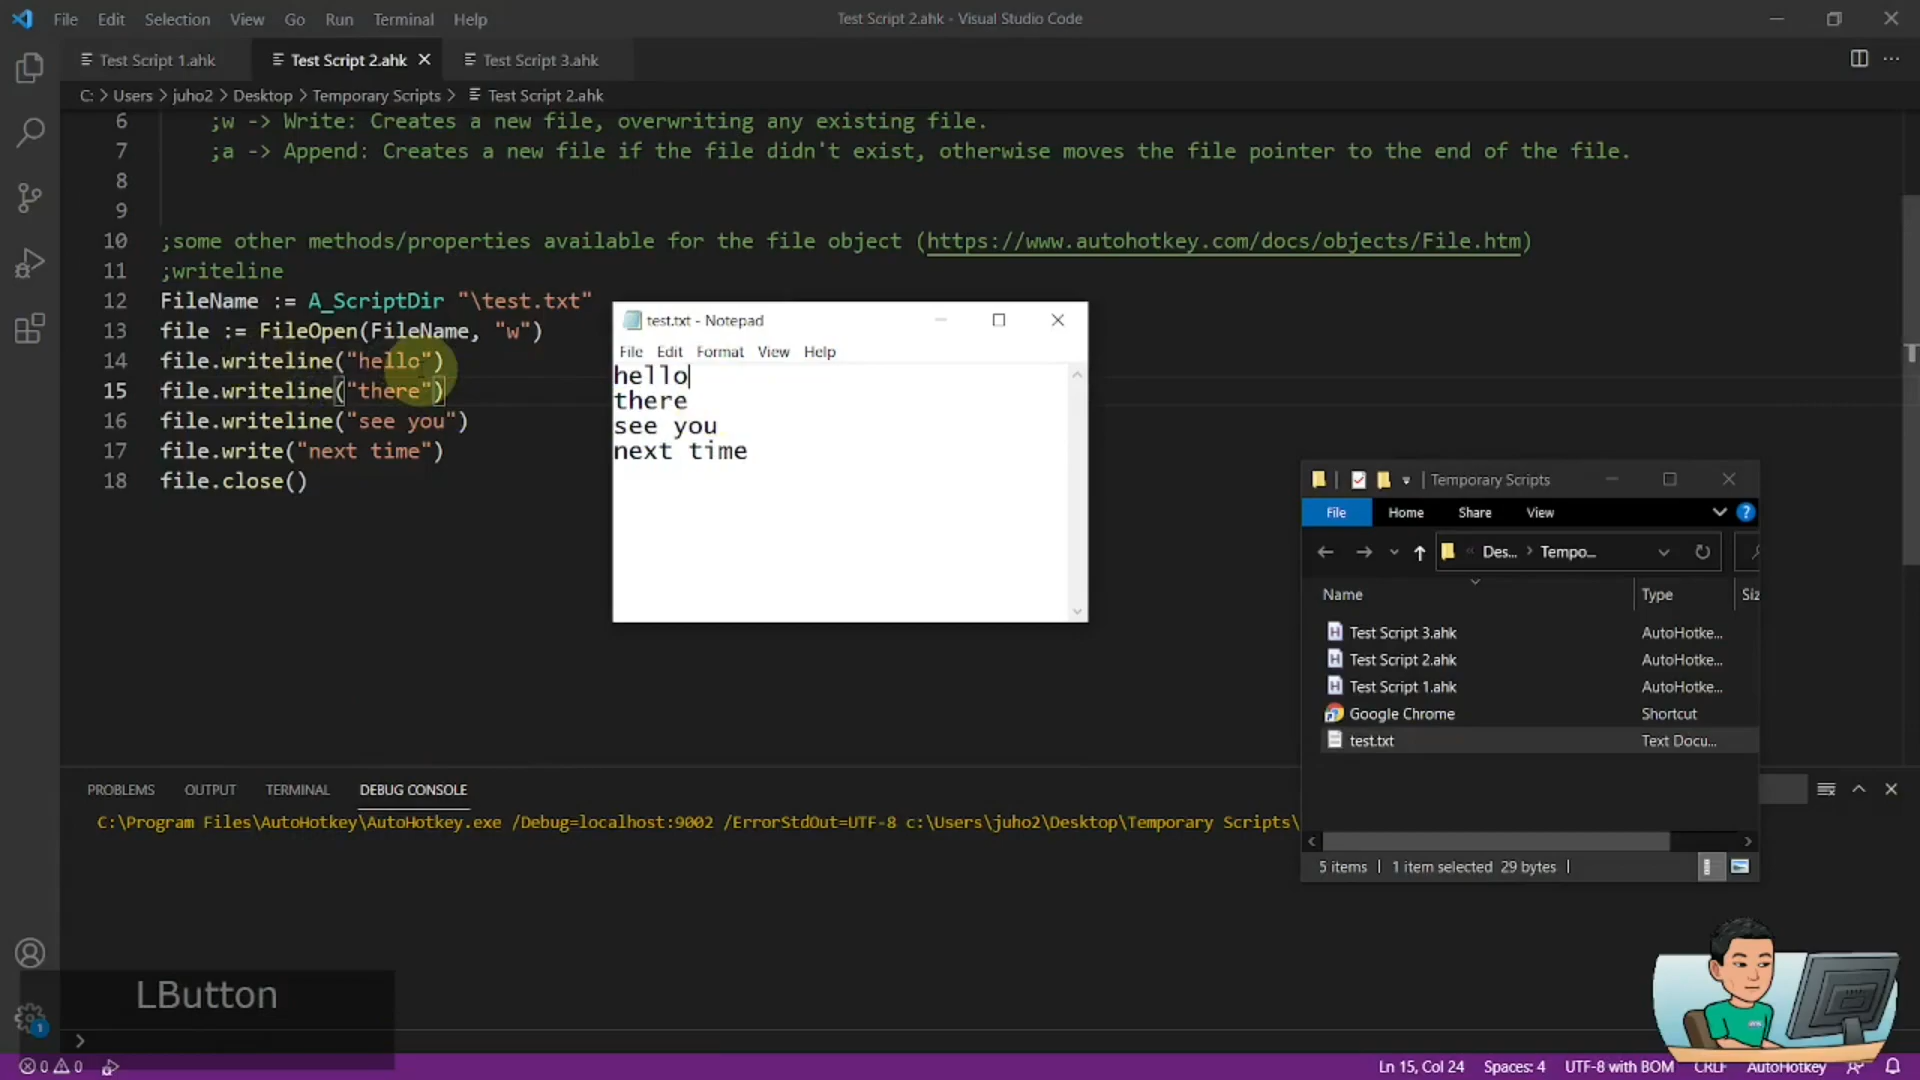 File Edit Selection View Go Run Terminal Help
Test Script 2.ahk - Visual Studio Code
Test Script 1.ahk
Test Script 2.ahk
Test Script 3.ahk
C: > Users > juho2 > Desktop > Temporary Scripts > Test Script 2.ahk
6 ;w -> Write: Creates a new file, overwriting any existing file.
7 ;a -> Append: Creates a new file if the file didn't exist, otherwise moves the file pointer to the end of the file.
8
9
10 ;some other methods/properties available for the file object (https://www.autohotkey.com/docs/objects/File.htm)
11 ;writeline
12 FileName := A_ScriptDir "\test.txt"
13 file := FileOpen(FileName, "w")
14 file.writeline("hello")
15 file.writeline("there")
16 file.writeline("see you")
17 file.write("next time")
18 file.close()
test.txt - Notepad
File Edit Format View Help
hello
there
see you
next time
Temporary Scripts
File Home Share View
Des... > Tempo...
Name Type Siz
Test Script 3.ahk AutoHotke...
Test Script 2.ahk AutoHotke...
Test Script 1.ahk AutoHotke...
Google Chrome Shortcut
test.txt Text Docu...
5 items 1 item selected 29 bytes
PROBLEMS OUTPUT TERMINAL DEBUG CONSOLE
C:\Program Files\AutoHotkey\AutoHotkey.exe /Debug=localhost:9002 /ErrorStdOut=UTF-8 c:\Users\juho2\Desktop\Temporary Scripts\
LButton
1
0 0
Ln 15, Col 24 Spaces: 4 UTF-8 with BOM CRLF AutoHotkey